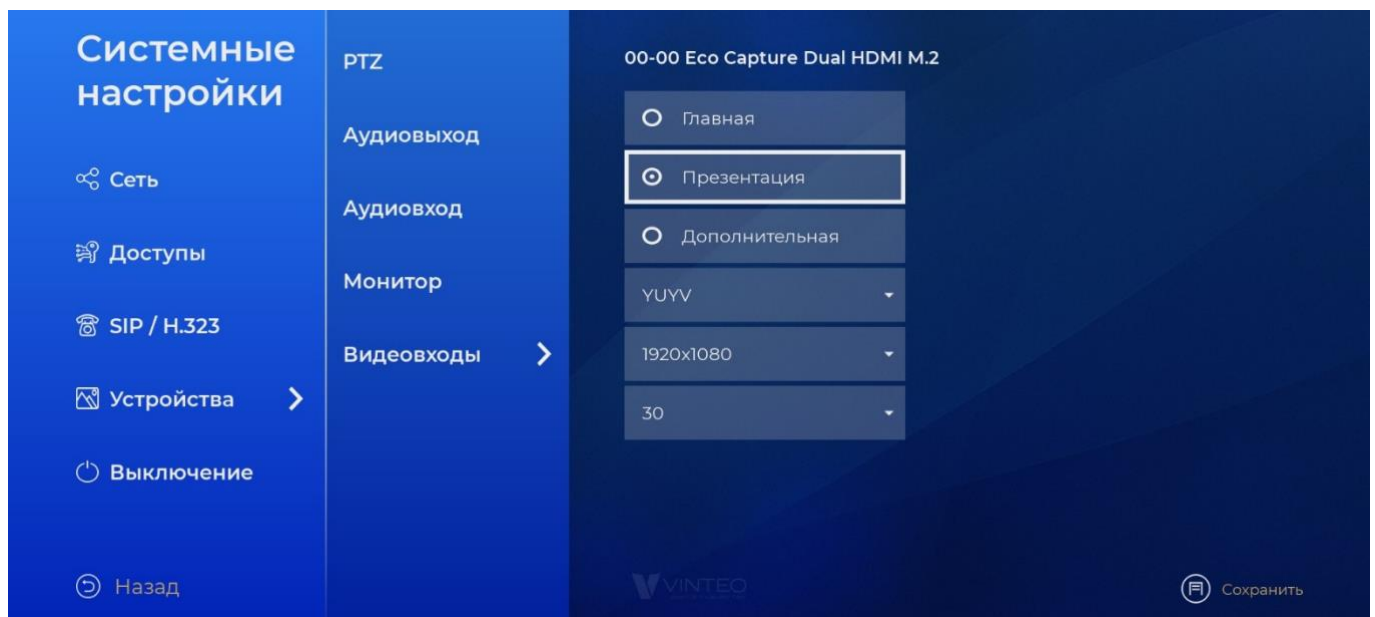 Системные
настройки
Сеть
Доступы
SIP / H.323
Устройства
Выключение
Назад
PTZ
Аудиовыход
Аудиовход
Монитор
Видеовходы
00-00 Eco Capture Dual HDMI M.2
Главная
Презентация
Дополнительная
YUYV
1920x1080
30
VINTEO
Сохранить